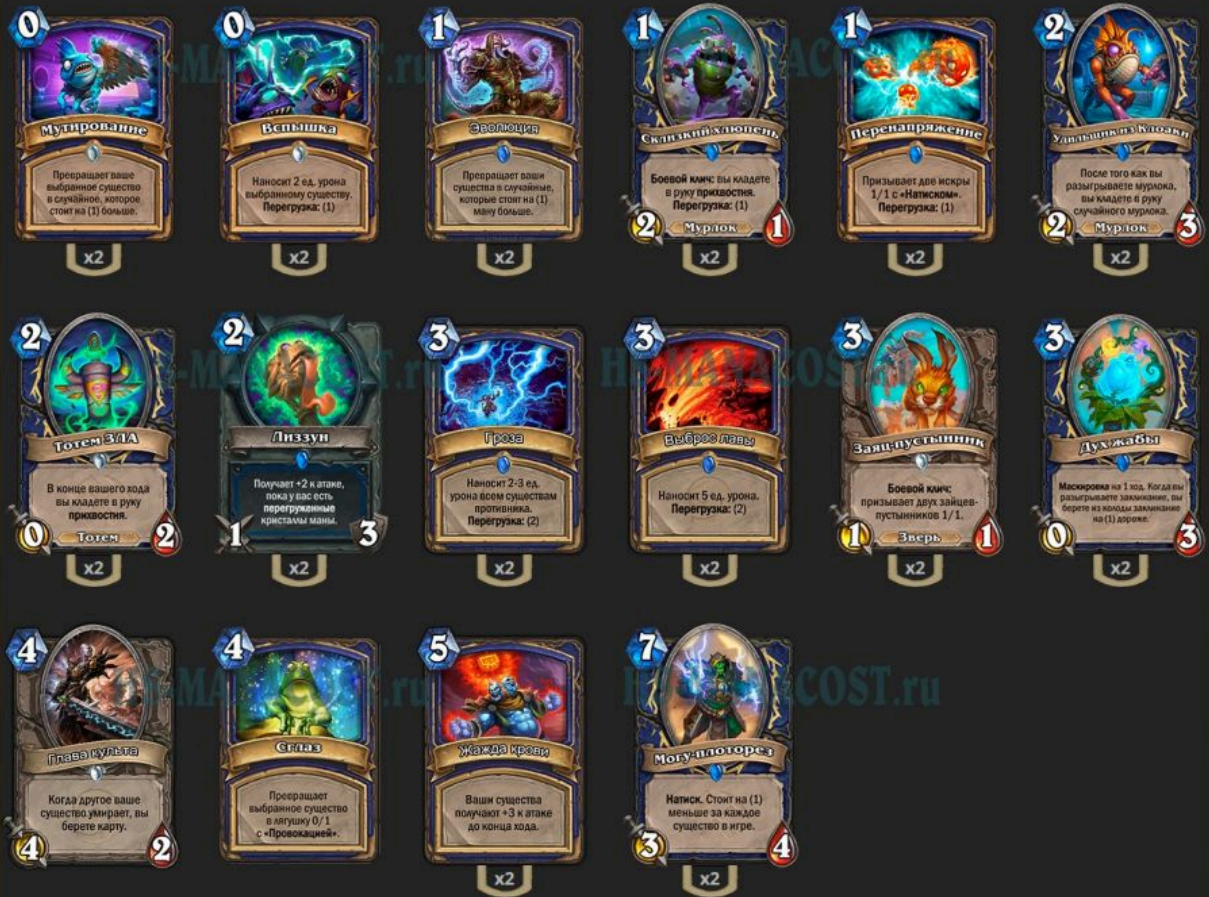 0
Мутирование
Превращает ваше
выбранное существо
в случайное, которое
стоит на (1) больше.
x2
0
Вспышка
Наносит 2 ед. урона
выбранному существу.
Перегрузка: (1)
x2
1
Эволюция
Превращает ваши
существа в случайные,
которые стоят на (1)
ману больше.
x2
1
Склизкий хлюпень
Боевой клич: вы кладете
в руку прихвостня.
Перегрузка: (1)
2
Мурлок
1
x2
1
Перенапряжение
Призывает две искры
1/1 с «Натиском».
Перегрузка: (1)
x2
2
Удильщик из Клоаки
После того как вы
разыгрываете мурлока,
вы кладете в руку
случайного мурлока.
2
Мурлок
3
x2
2
Тотем ЗЛА
В конце вашего хода
вы кладете в руку
прихвостня.
0
Тотем
2
x2
2
Лиззун
Получает +2 к атаке,
пока у вас есть
перегруженные
кристаллы маны.
1
3
x2
3
Гроза
Наносит 2-3 ед.
урона всем существам
противника.
Перегрузка: (2)
x2
3
Выброс лавы
Наносит 5 ед. урона.
Перегрузка: (2)
x2
3
Заяц-пустынник
Боевой клич:
призывает двух зайцев-
пустынников 1/1.
1
Зверь
1
x2
3
Дух жабы
Маскировка на 1 ход. Когда вы
разыгрываете заклинание, вы
берете из колоды заклинание
на (1) дороже.
0
3
x2
4
Глава культа
Когда другое ваше
существо умирает, вы
берете карту.
4
2
4
Сглаз
Превращает
выбранное существо
в лягушку 0/1
с «Провокацией».
5
Жажда крови
Ваши существа
получают +3 к атаке
до конца хода.
x2
7
Могу-плоторез
Натиск. Стоит на (1)
меньше за каждое
существо в игре.
3
4
x2